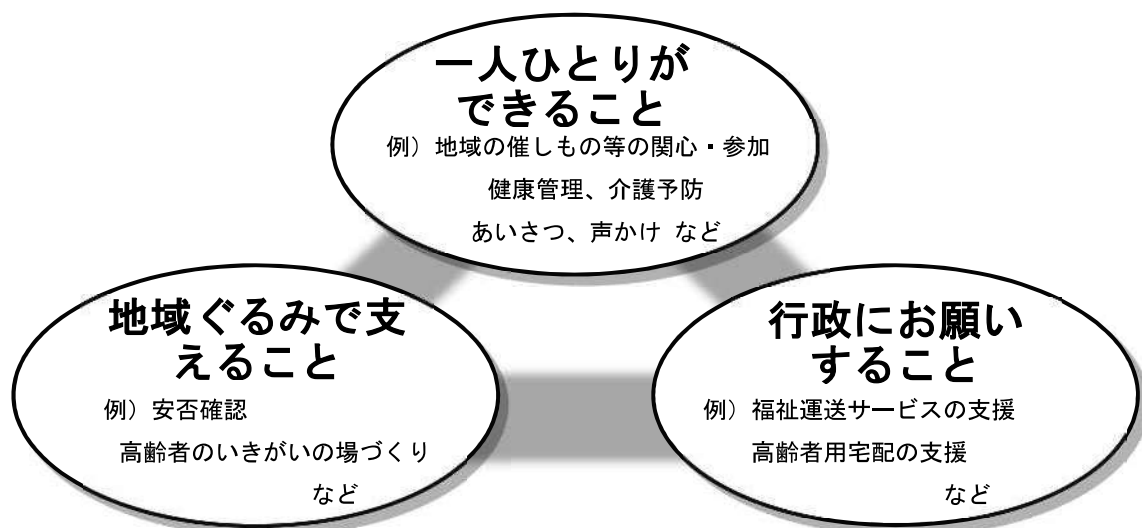 一人ひとりが
できること
例）地域の催しもの等の関心・参加
健康管理、介護予防
あいさつ、声かけ など
地域ぐるみで支
えること
例）安否確認
高齢者のいきがいの場づくり
など
行政にお願い
すること
例）福祉運送サービスの支援
高齢者用宅配の支援
など